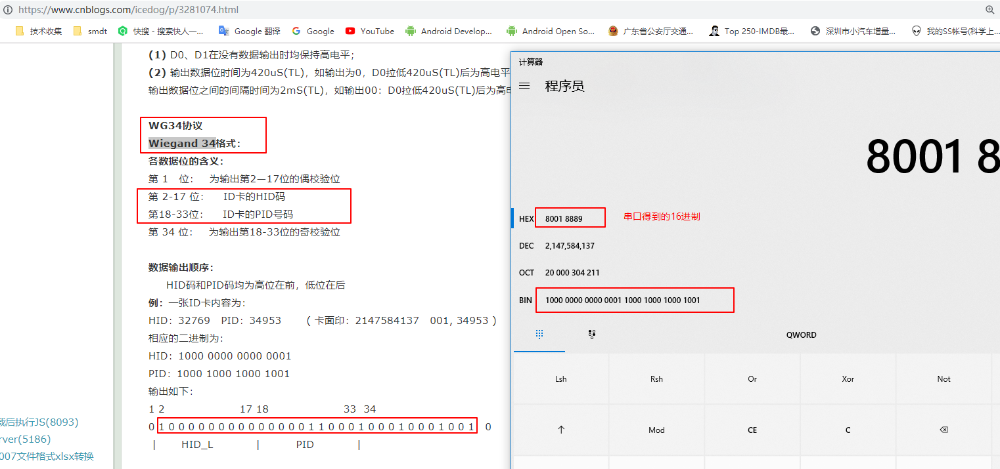 https://www.cnblogs.com/icedog/p/3281074.html
技术收集 smdt 快搜 - 搜索快人一... Google 翻译 Google YouTube Android Develop... Android Open So... 广东省公安厅交通... Top 250-IMDB最... 深圳市小汽车增量... 我的SS帐号(科学上...
(1) D0、D1在没有数据输出时均保持高电平;
(2) 输出数据位时间为420uS(TL)，如输出为0，D0拉低420uS(TL)后为高电平
输出数据位之间的间隔时间为2mS(TL)，如输出00：D0拉低420uS(TL)后为高
WG34协议
Wiegand 34格式：
各数据位的含义：
第 1 位： 为输出第2—17位的偶校验位
第 2-17 位： ID卡的HID码
第18-33位： ID卡的PID号码
第 34 位： 为输出第18-33位的奇校验位
数据输出顺序：
HID码和PID码均为高位在前，低位在后
例：一张ID卡内容为：
HID：32769 PID：34953 ( 卡面印：2147584137 001, 34953 )
相应的二进制为：
HID：1000 0000 0000 0001
PID：1000 1000 1000 1001
输出如下：
1 2 17 18 33 34
0 1 0 0 0 0 0 0 0 0 0 0 0 0 0 0 1 1 0 0 0 1 0 0 0 1 0 0 0 1 0 0 1 0
| HID_L | PID |
后执行JS(8093)
rver(5186)
007文件格式xlsx转换
计算器
程序员
8001 8
HEX 8001 8889 串口得到的16进制
DEC 2,147,584,137
OCT 20 000 304 211
BIN 1000 0000 0000 0001 1000 1000 1000 1001
QWORD
Lsh Rsh Or Xor Not
↑ Mod CE C